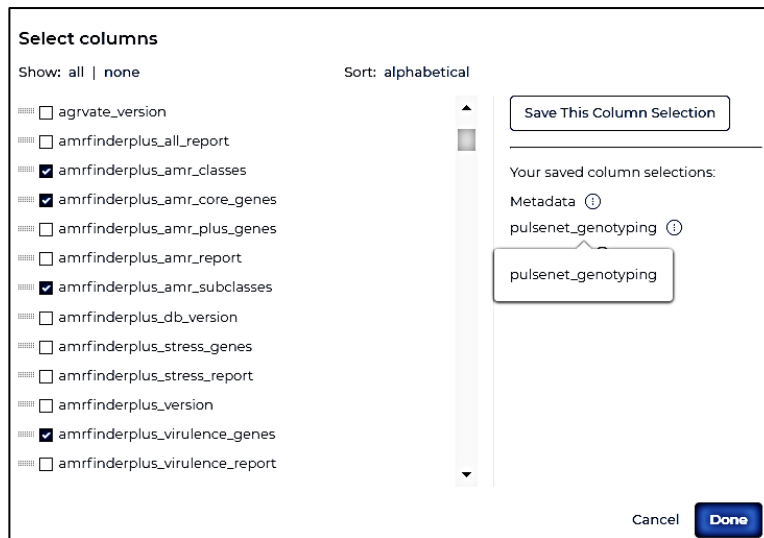 Select columns
Show: all | none
Sort: alphabetical
agrvate_version
amrfinderplus_all_report
amrfinderplus_amr_classes
amrfinderplus_amr_core_genes
amrfinderplus_amr_plus_genes
amrfinderplus_amr_report
amrfinderplus_amr_subclasses
amrfinderplus_db_version
amrfinderplus_stress_genes
amrfinderplus_stress_report
amrfinderplus_version
amrfinderplus_virulence_genes
amrfinderplus_virulence_report
Save This Column Selection
Your saved column selections:
Metadata
pulsenet_genotyping
pulsenet_genotyping
Cancel
Done